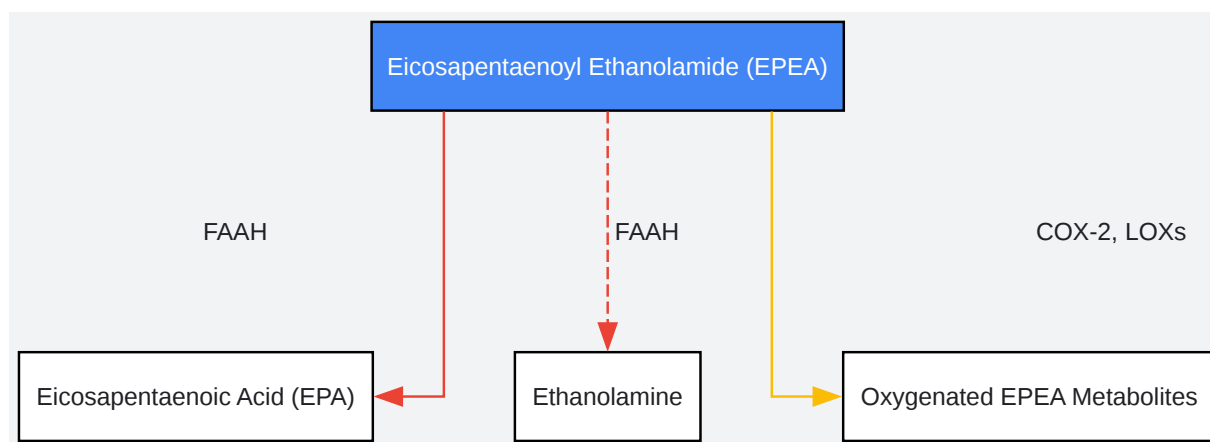 Eicosapentaenoyl Ethanolamide (EPEA)
FAAH
FAAH
COX-2, LOXs
Eicosapentaenoic Acid (EPA)
Ethanolamine
Oxygenated EPEA Metabolites